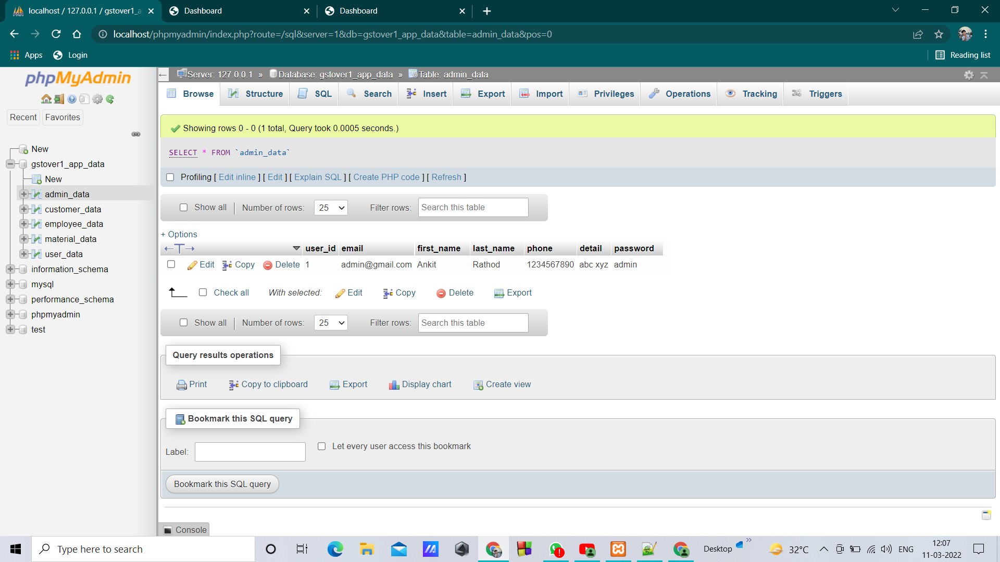 localhost / 127.0.0.1 / gstover1_a
Dashboard
Dashboard
localhost/phpmyadmin/index.php?route=/sql&server=1&db=gstover1_app_data&table=admin_data&pos=0
Apps
Login
Reading list
phpMyAdmin
Recent
Favorites
New
gstover1_app_data
New
admin_data
customer_data
employee_data
material_data
user_data
information_schema
mysql
performance_schema
phpmyadmin
test
Server: 127.0.0.1 » Database: gstover1_app_data » Table: admin_data
Browse Structure SQL Search Insert Export Import Privileges Operations Tracking Triggers
Showing rows 0 - 0 (1 total, Query took 0.0005 seconds.)
SELECT * FROM `admin_data`
Profiling [ Edit inline ] [ Edit ] [ Explain SQL ] [ Create PHP code ] [ Refresh ]
Show all | Number of rows: 25 Filter rows: Search this table
+ Options
←T→ user_id email first_name last_name phone detail password
Edit Copy Delete 1 admin@gmail.com Ankit Rathod 1234567890 abc xyz admin
Check all With selected: Edit Copy Delete Export
Show all | Number of rows: 25 Filter rows: Search this table
Query results operations
Print Copy to clipboard Export Display chart Create view
Bookmark this SQL query
Label:
Let every user access this bookmark
Bookmark this SQL query
Console
Type here to search
Desktop
»
32°C
ENG
12:07
11-03-2022